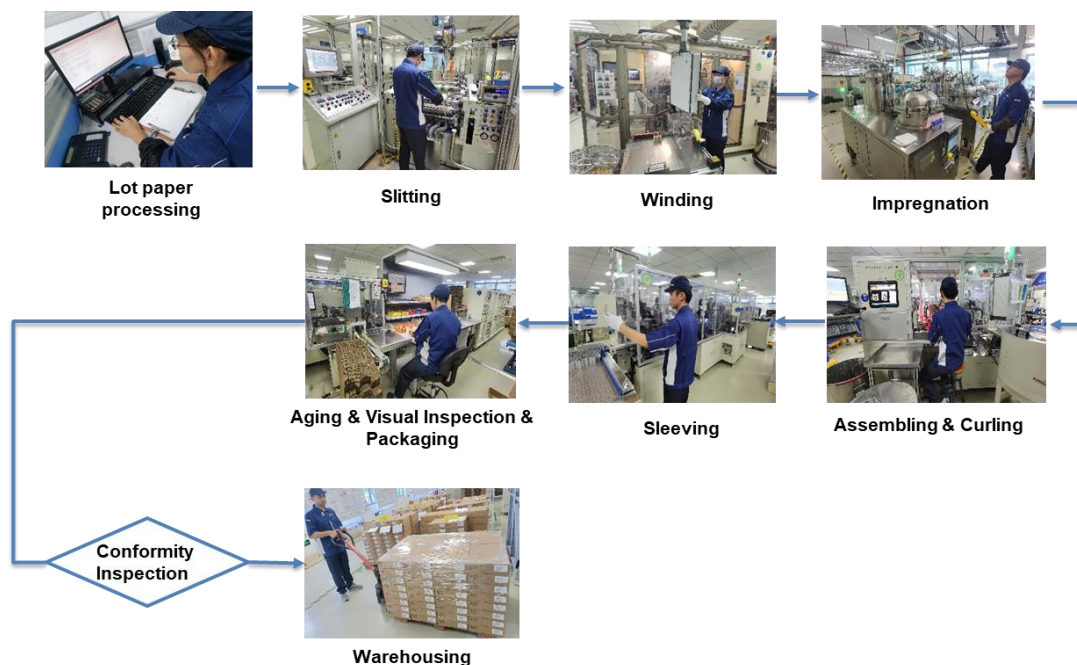 Lot paper
processing
Slitting
Winding
Impregnation
Aging & Visual Inspection &
Packaging
Sleeving
Assembling & Curling
Conformity
Inspection
Warehousing